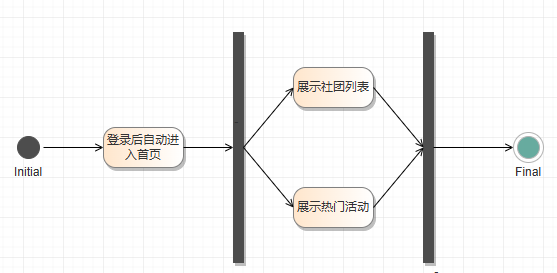 Initial
登录后自动进
入首页
展示社团列表
展示热门活动
Final